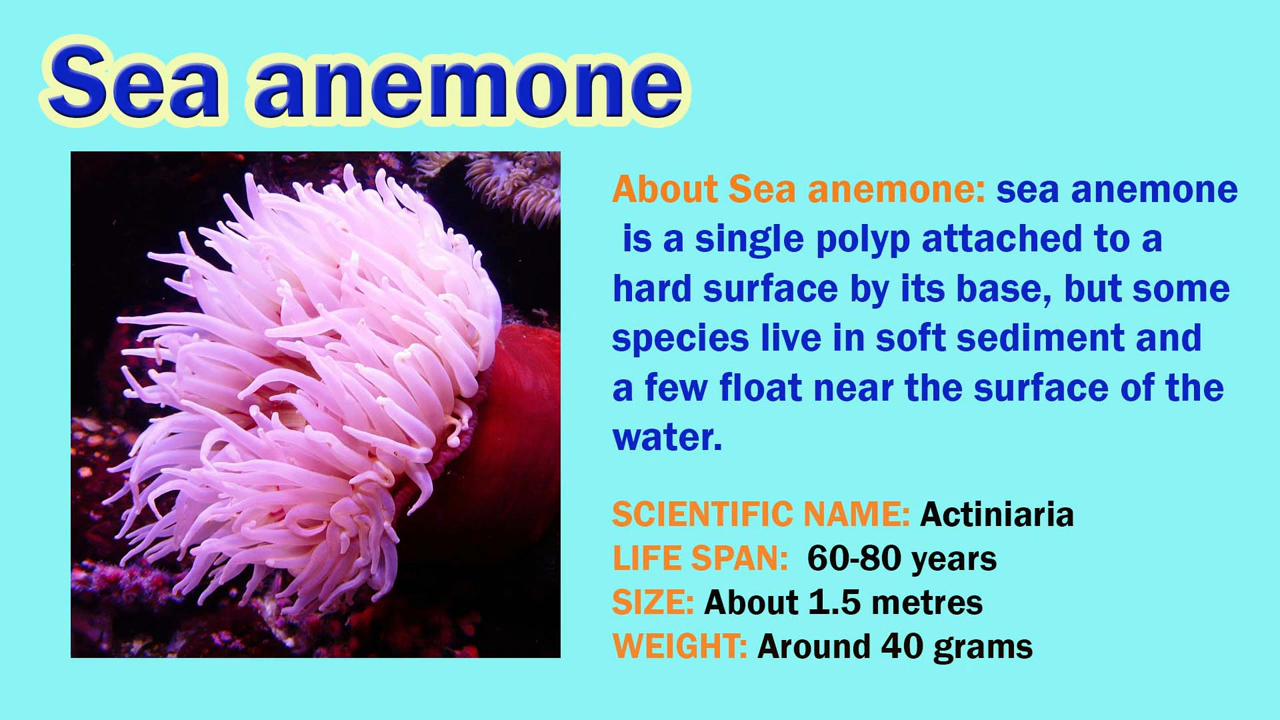 Sea anemone
About Sea anemone: sea anemone
is a single polyp attached to a
hard surface by its base, but some
species live in soft sediment and
a few float near the surface of the
water.
SCIENTIFIC NAME: Actiniaria
LIFE SPAN: 60-80 years
SIZE: About 1.5 metres
WEIGHT: Around 40 grams